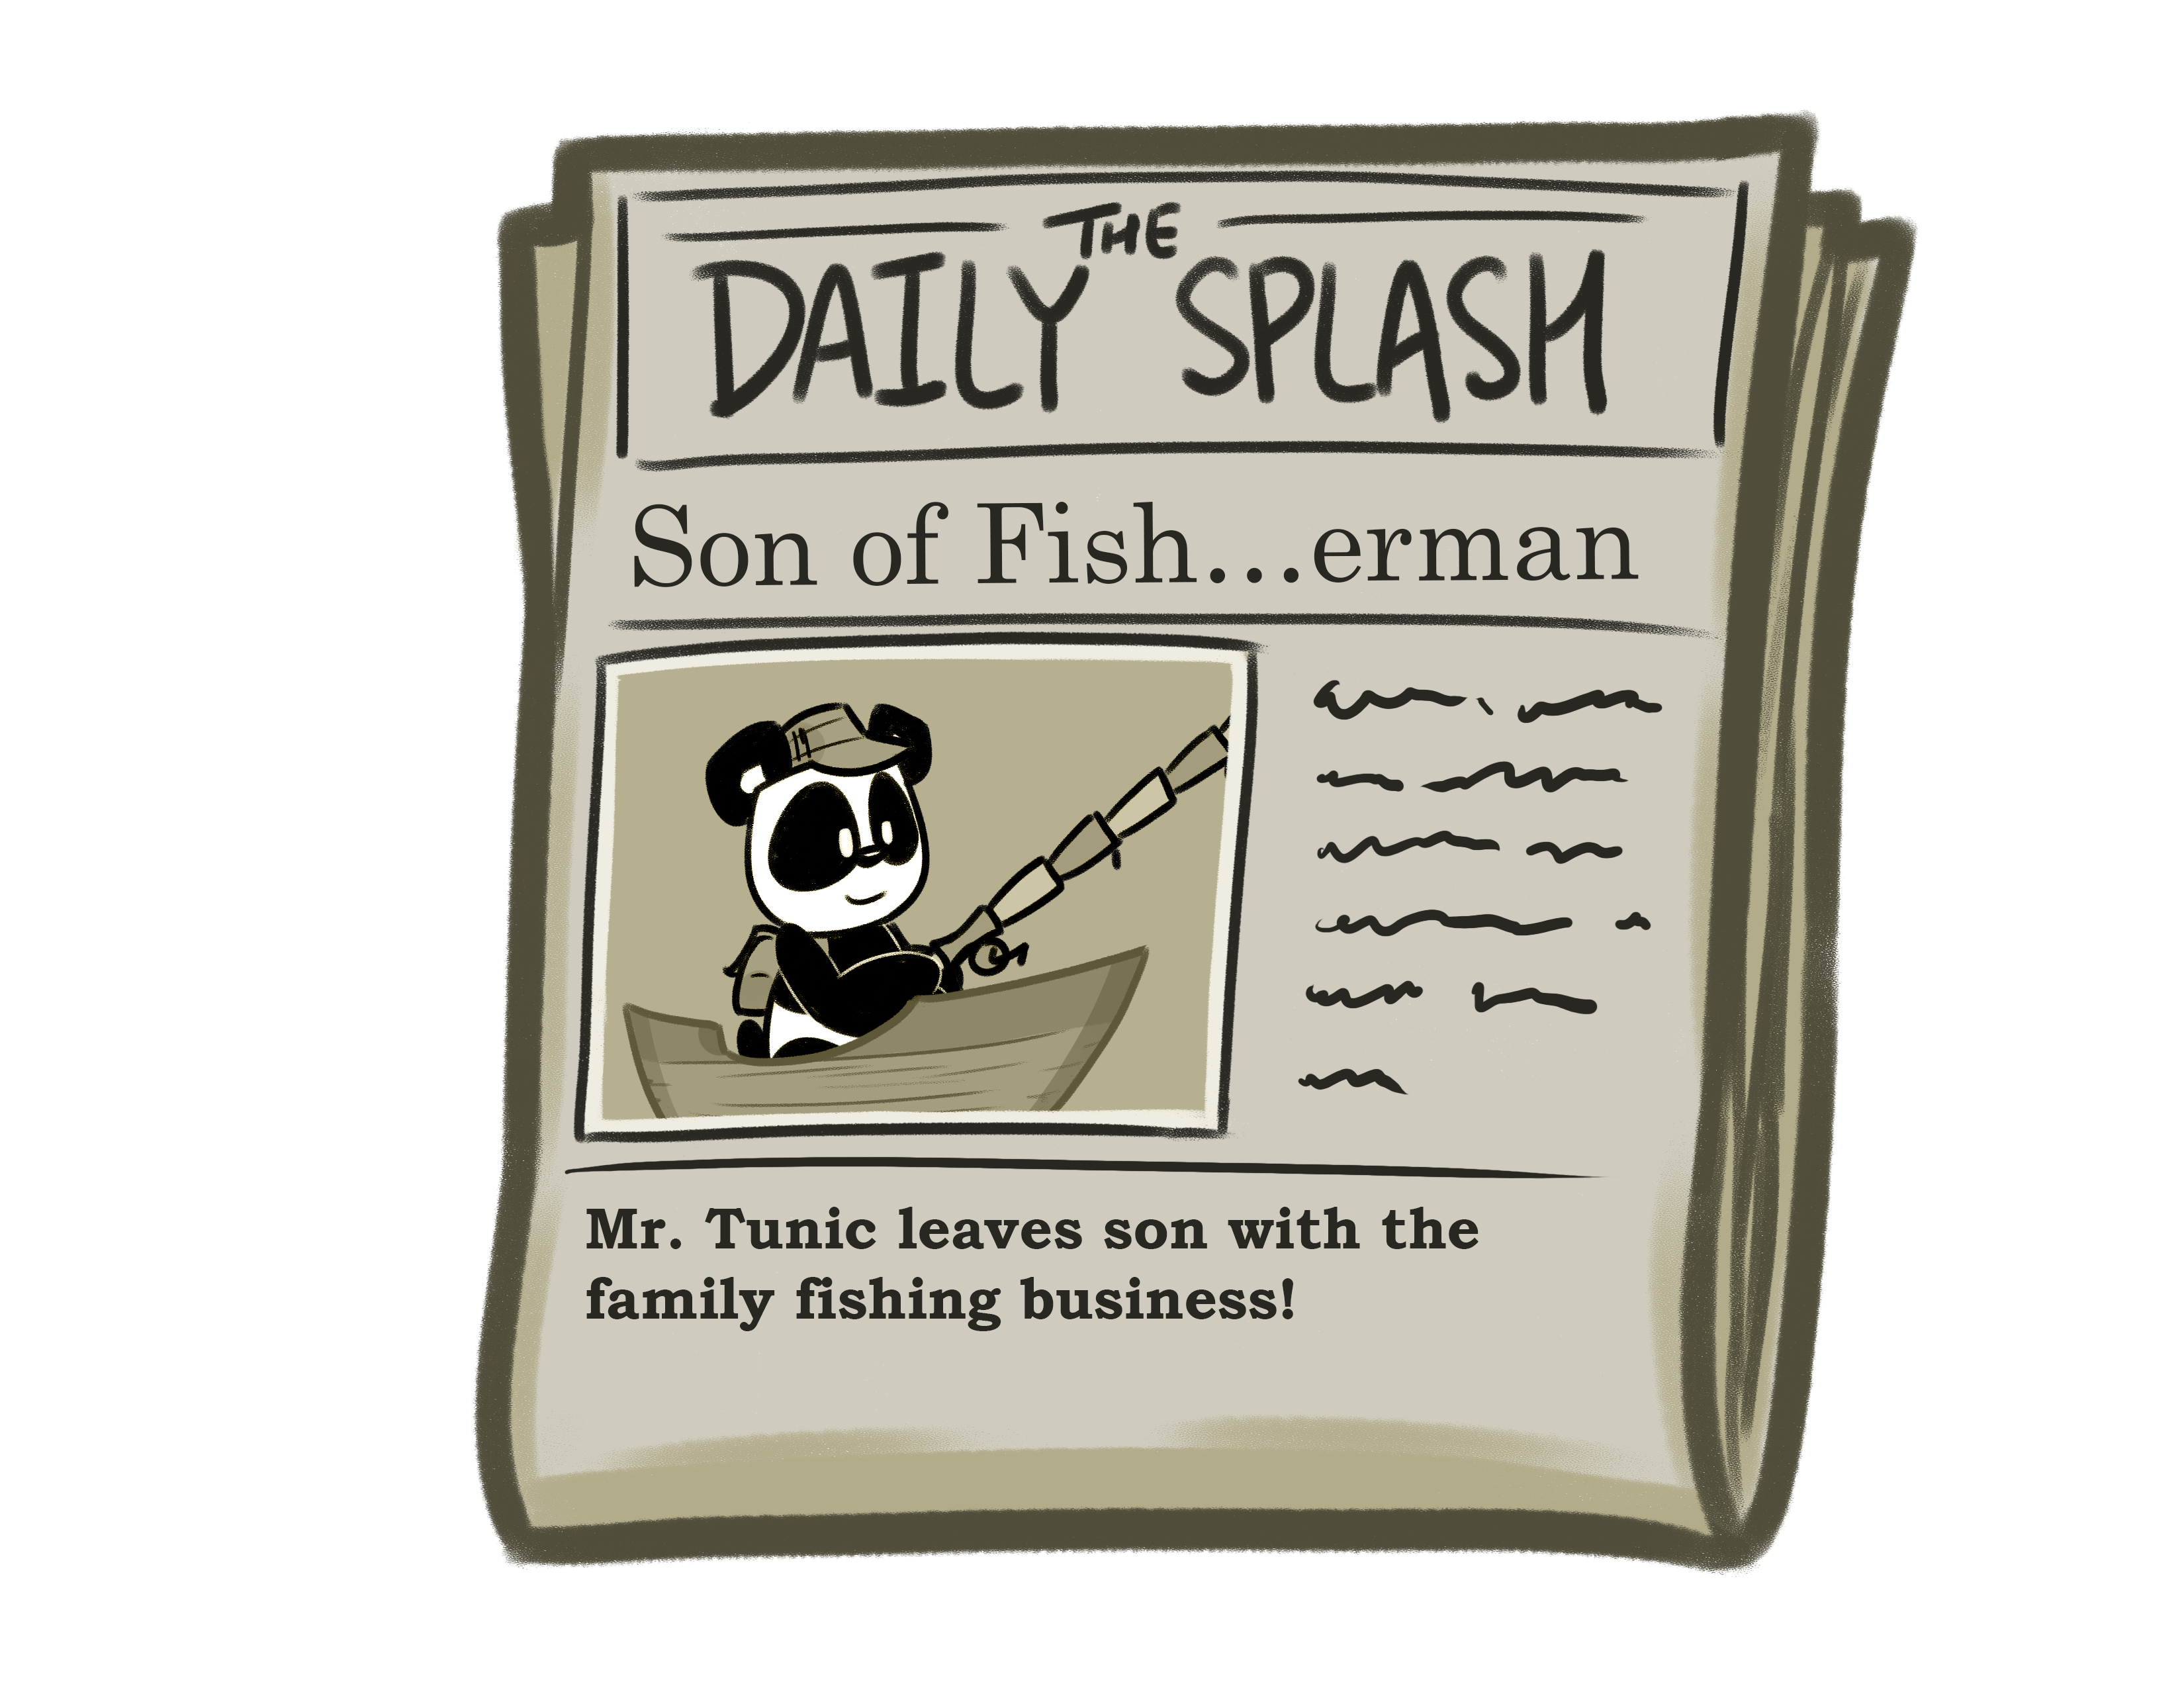 THE
DAILY SPLASH
Son of Fish...erman
Mr. Tunic leaves son with the
family fishing business!